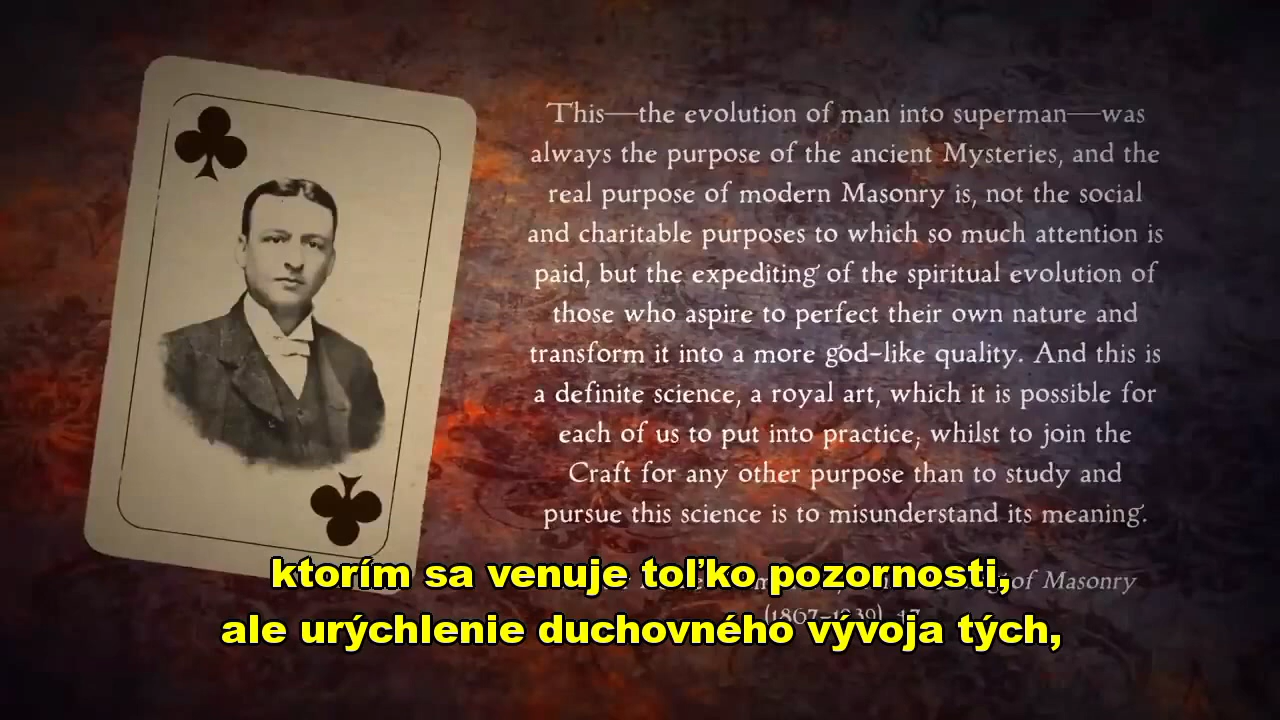 This—the evolution of man into superman—was
always the purpose of the ancient Mysteries, and the
real purpose of modern Masonry is, not the social
and charitable purposes to which so much attention is
paid, but the expediting of the spiritual evolution of
those who aspire to perfect their own nature and
transform it into a more god-like quality. And this is
a definite science, a royal art, which it is possible for
each of us to put into practice; whilst to join the
Craft for any other purpose than to study and
pursue this science is to misunderstand its meaning.
of Masonry
ktorím sa venuje toľko pozornosti,
ale urýchlenie duchovného vývoja tých,